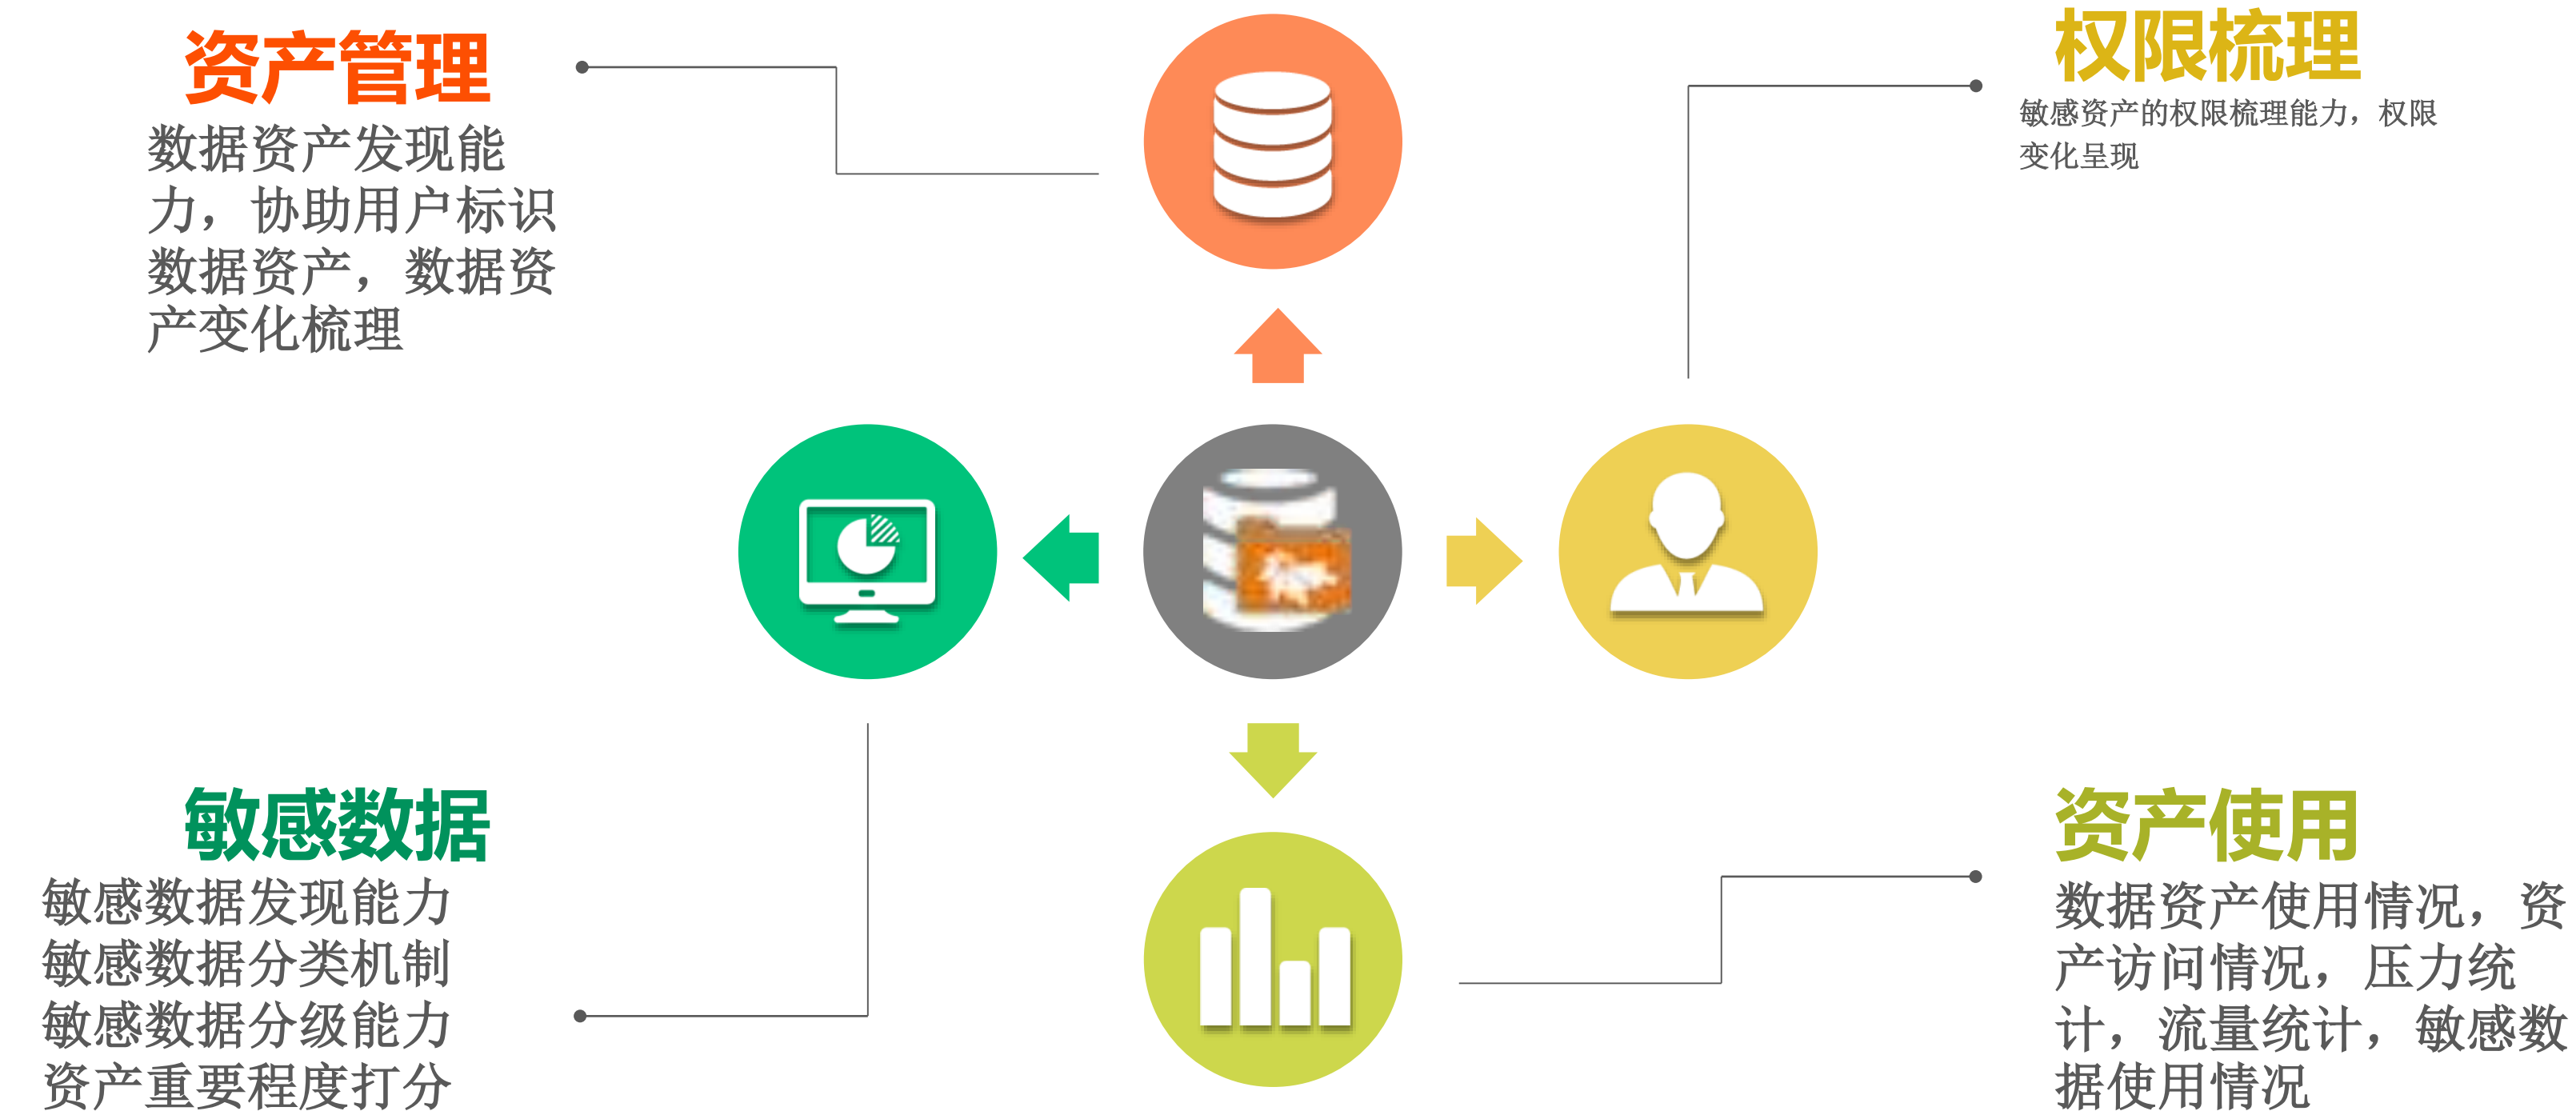 资产管理
数据资产发现能
力，协助用户标识
数据资产，数据资
产变化梳理
权限梳理
敏感资产的权限梳理能力，权限
变化呈现
敏感数据
敏感数据发现能力
敏感数据分类机制
敏感数据分级能力
资产重要程度打分
资产使用
数据资产使用情况，资
产访问情况，压力统
计，流量统计，敏感数
据使用情况